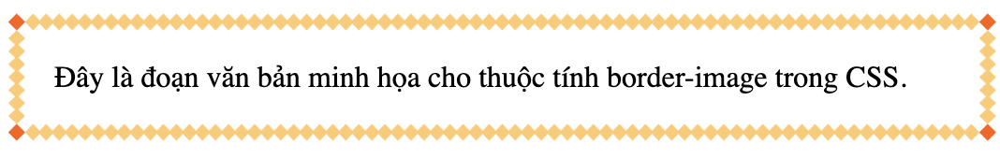 Đây là đoạn văn bản minh họa cho thuộc tính border-image trong CSS.